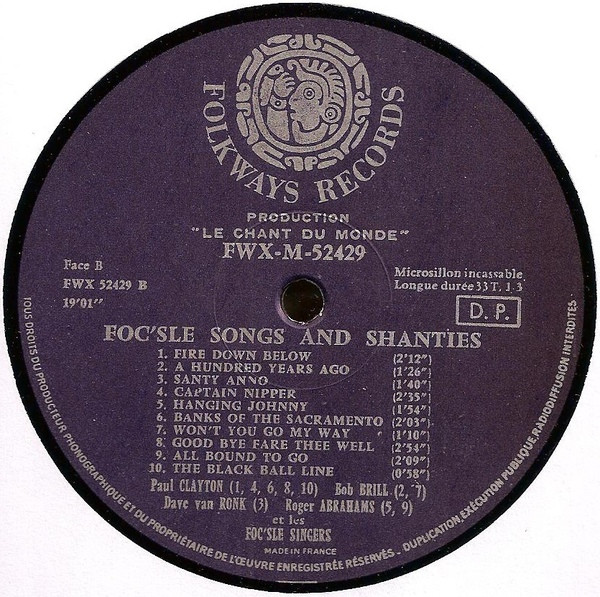 FOLKWAYS RECORDS
PRODUCTION
"LE CHANT DU MONDE"
FWX-M-52429
Face B
FWX 52429 B
19'01"
Microsillon incassable
Longue durée 33 T. 1-3
D. P.
FOC'SLE SONGS AND SHANTIES
1. FIRE DOWN BELOW (2'12")
2. A HUNDRED YEARS AGO (1'26")
3. SANTY ANNO (1'40")
4. CAPTAIN NIPPER (2'35")
5. HANGING JOHNNY (1'54")
6. BANKS OF THE SACRAMENTO (2'03")
7. WON'T YOU GO MY WAY (1'10")
8. GOOD BYE FARE THEE WELL (2'54")
9. ALL BOUND TO GO (2'09")
10. THE BLACK BALL LINE (0'58")
Paul CLAYTON (1, 4, 6, 8, 10) Bob BRILL (2, 7)
Dave van RONK (3) Roger ABRAHAMS (5, 9)
et les
FOC'SLE SINGERS
MADE IN FRANCE
TOUS DROITS DU PRODUCTEUR PHONOGRAPHIQUE ET DU PROPRIÉTAIRE DE L'ŒUVRE ENREGISTRÉE RÉSERVÉS - DUPLICATION EXÉCUTION PUBLIQUE RADIODIFFUSION INTERDITES.